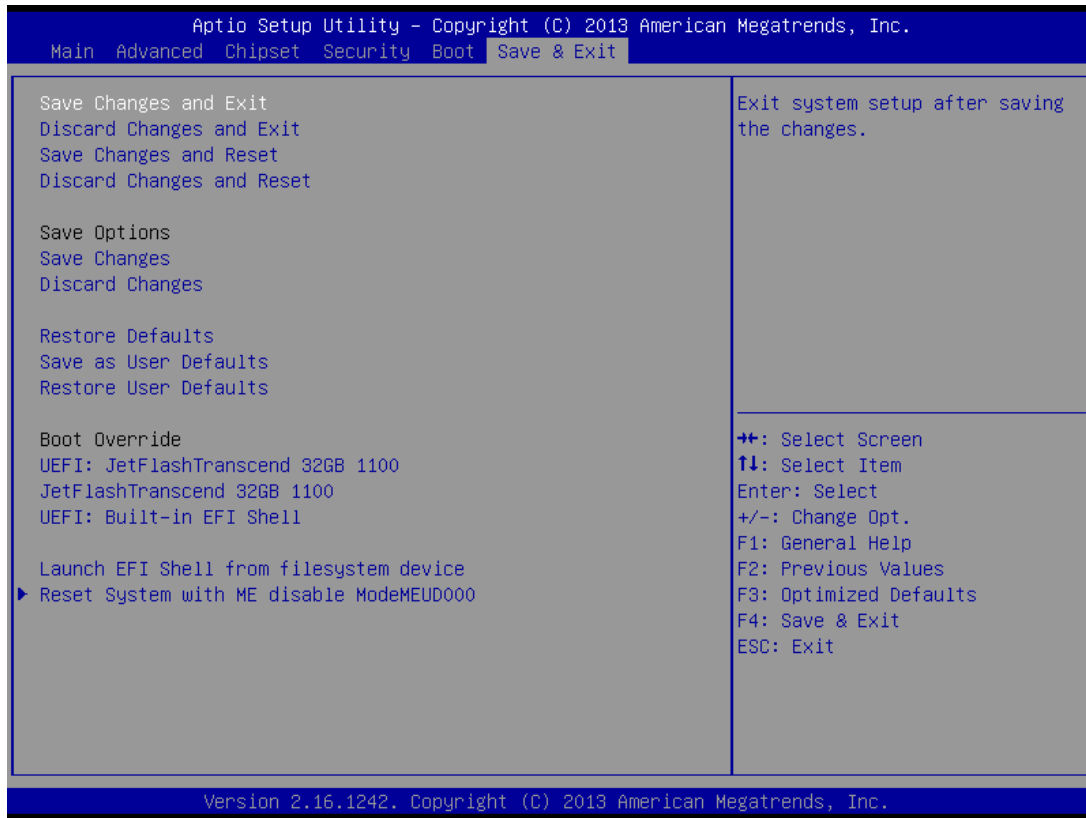 Aptio Setup Utility – Copyright (C) 2013 American Megatrends, Inc.
Main Advanced Chipset Security Boot Save & Exit
Save Changes and Exit
Discard Changes and Exit
Save Changes and Reset
Discard Changes and Reset
Save Options
Save Changes
Discard Changes
Restore Defaults
Save as User Defaults
Restore User Defaults
Boot Override
UEFI: JetFlashTranscend 32GB 1100
JetFlashTranscend 32GB 1100
UEFI: Built-in EFI Shell
Launch EFI Shell from filesystem device
▶ Reset System with ME disable ModeMEUD000
Exit system setup after saving
the changes.
→←: Select Screen
↑↓: Select Item
Enter: Select
+/-: Change Opt.
F1: General Help
F2: Previous Values
F3: Optimized Defaults
F4: Save & Exit
ESC: Exit
Version 2.16.1242. Copyright (C) 2013 American Megatrends, Inc.